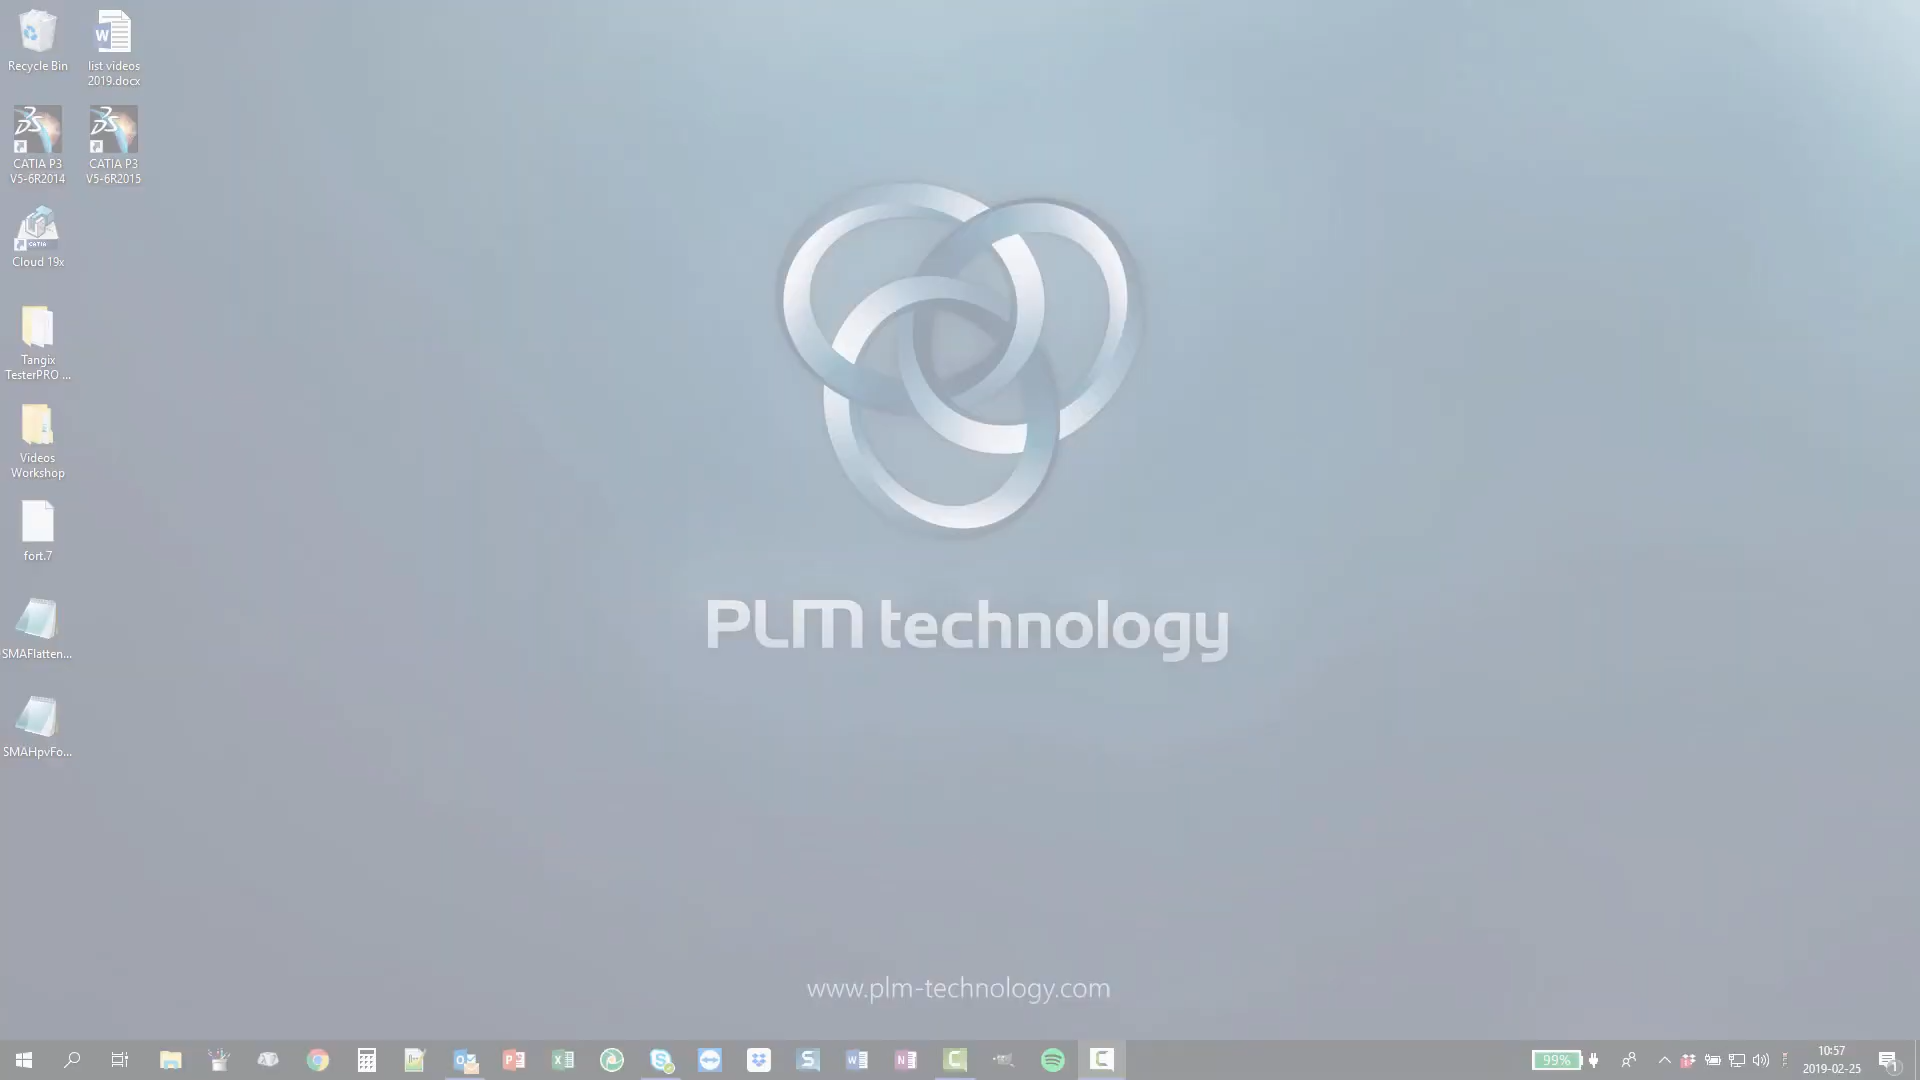 Recycle Bin
list videos
2019.docx
CATIA P3
V5-6R2014
CATIA P3
V5-6R2015
Cloud 19x
Tangix
TesterPRO ...
Videos
Workshop
fort.7
SMAFlatten...
SMAHpvFo...
PLM technology
www.plm-technology.com
99%
10:57
2019-02-25